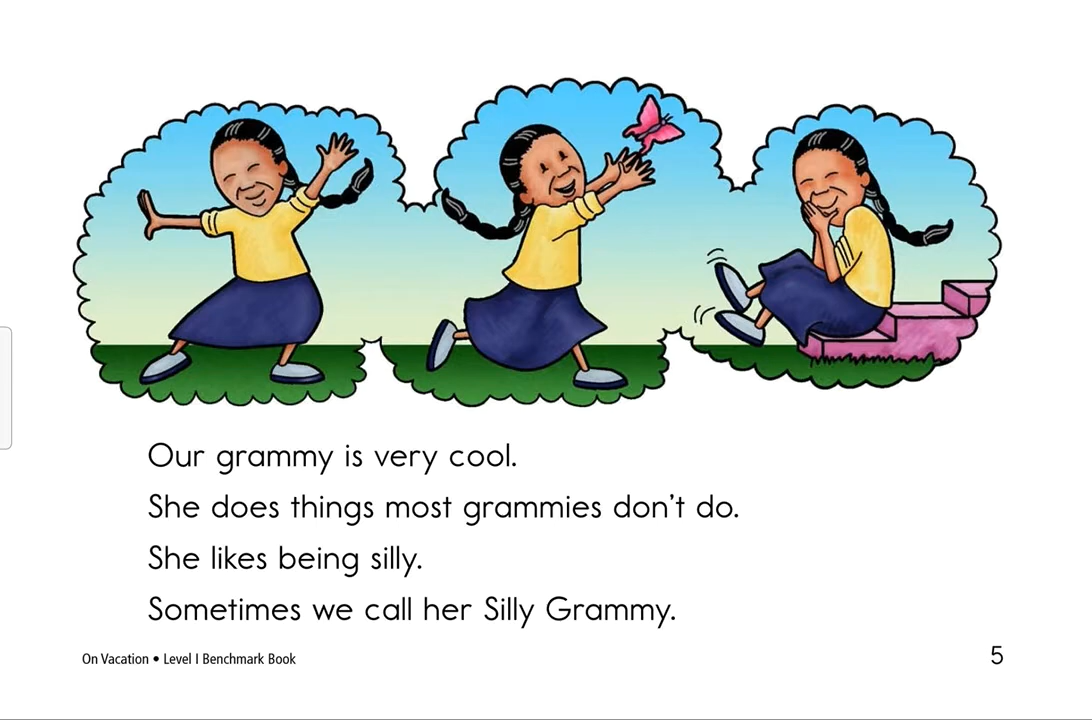 Our grammy is very cool.
She does things most grammies don't do.
She likes being silly.
Sometimes we call her Silly Grammy.
On Vacation • Level I Benchmark Book
5